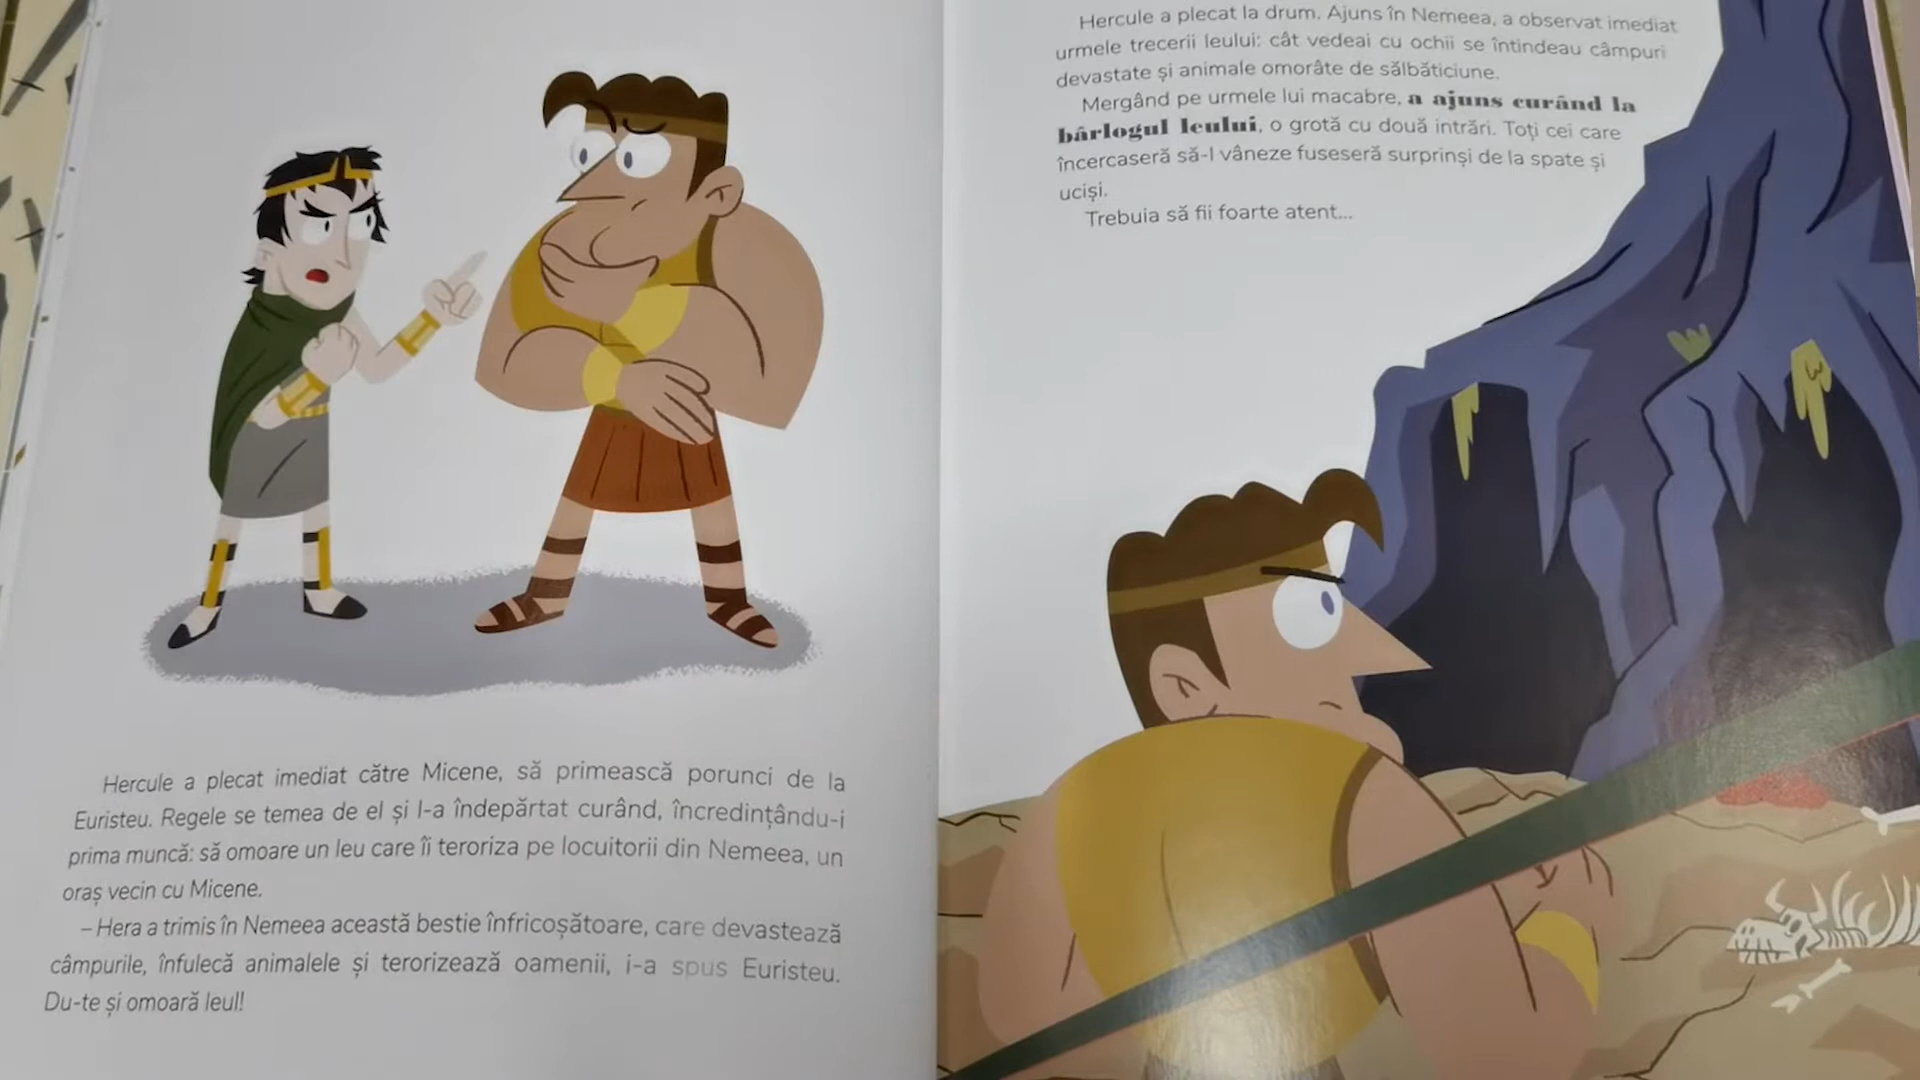 Hercule a plecat imediat către Micene, să primească porunci de la
Euristeu. Regele se temea de el și l-a îndepărtat curând, încredințându-i
prima muncă: să omoare un leu care îi teroriza pe locuitorii din Nemeea, un
oraș vecin cu Micene.
– Hera a trimis în Nemeea această bestie înfricoșătoare, care devastează
câmpurile, înfulecă animalele și terorizează oamenii, i-a spus Euristeu.
Du-te și omoară leul!
Hercule a plecat la drum. Ajuns în Nemeea, a observat imediat
urmele trecerii leului: cât vedeai cu ochii se întindeau câmpuri
devastate și animale omorâte de sălbăticiune.
Mergând pe urmele lui macabre, a ajuns curând la
bârlogul leului, o grotă cu două intrări. Toți cei care
încercaseră să-l vâneze fuseseră surprinși de la spate și
uciși.
Trebuia să fii foarte atent...